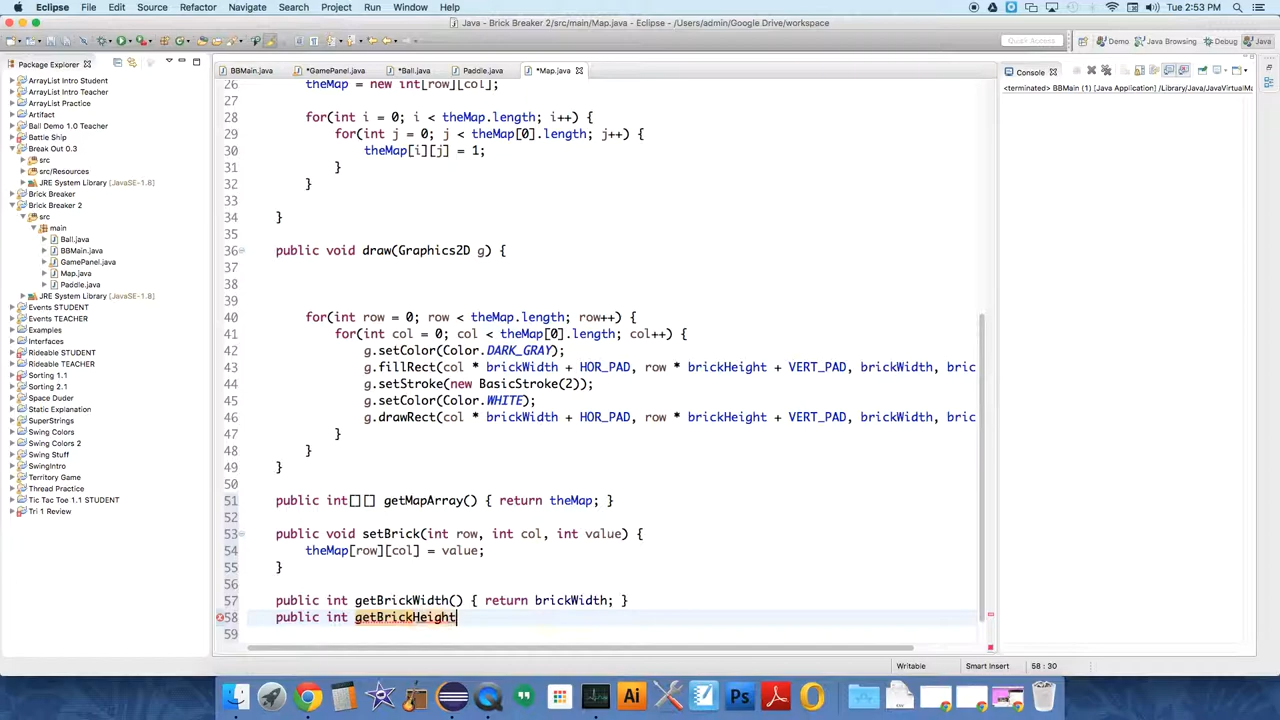 Eclipse File Edit Source Refactor Navigate Search Project Run Window Help
Tue 2:53 PM
Java - Brick Breaker 2/src/main/Map.java - Eclipse - /Users/admin/Google Drive/workspace
Quick Access Demo Java Browsing Debug Java
Package Explorer
BBMain.java *GamePanel.java *Ball.java Paddle.java *Map.java
Console
<terminated> BBMain (1) [Java Application] /Library/Java/JavaVirtualMa
ArrayList Intro Student
ArrayList Intro Teacher
ArrayList Practice
Artifact
Ball Demo 1.0 Teacher
Battle Ship
Break Out 0.3
src
src/Resources
JRE System Library [JavaSE-1.8]
Brick Breaker
Brick Breaker 2
src
main
Ball.java
BBMain.java
GamePanel.java
Map.java
Paddle.java
JRE System Library [JavaSE-1.8]
Events STUDENT
Events TEACHER
Examples
Interfaces
Rideable STUDENT
Rideable TEACHER
Sorting 1.1
Sorting 2.1
Space Duder
Static Explanation
SuperStrings
Swing Colors
Swing Colors 2
Swing Stuff
SwingIntro
Territory Game
Thread Practice
Tic Tac Toe 1.1 STUDENT
Tri 1 Review
26 theMap = new int[row][col];
27
28 for(int i = 0; i < theMap.length; i++) {
29 for(int j = 0; j < theMap[0].length; j++) {
30 theMap[i][j] = 1;
31 }
32 }
33
34 }
35
36 public void draw(Graphics2D g) {
37
38
39
40 for(int row = 0; row < theMap.length; row++) {
41 for(int col = 0; col < theMap[0].length; col++) {
42 g.setColor(Color.DARK_GRAY);
43 g.fillRect(col * brickWidth + HOR_PAD, row * brickHeight + VERT_PAD, brickWidth, bric
44 g.setStroke(new BasicStroke(2));
45 g.setColor(Color.WHITE);
46 g.drawRect(col * brickWidth + HOR_PAD, row * brickHeight + VERT_PAD, brickWidth, bric
47 }
48 }
49 }
50
51 public int[][] getMapArray() { return theMap; }
52
53 public void setBrick(int row, int col, int value) {
54 theMap[row][col] = value;
55 }
56
57 public int getBrickWidth() { return brickWidth; }
58 public int getBrickHeight
59
Writable Smart Insert 58 : 30
Ai Ps